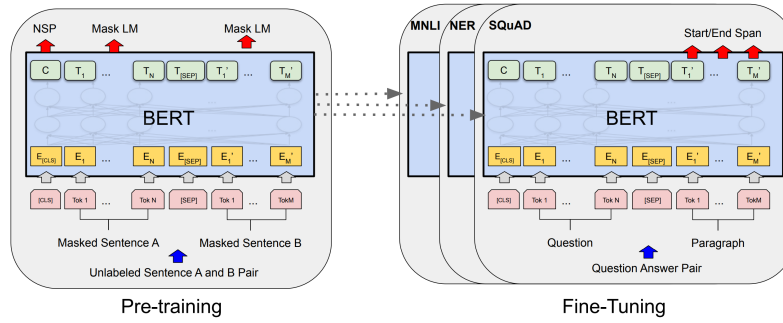 NSP Mask LM Mask LM
C T1 ... TN T[SEP] T1' ... TM'
BERT
E[CLS] E1 ... EN E[SEP] E1' ... EM'
[CLS] Tok 1 ... Tok N [SEP] Tok 1 ... TokM
Masked Sentence A Masked Sentence B
Unlabeled Sentence A and B Pair
Pre-training
MNLI NER SQuAD
Start/End Span
C T1 ... TN T[SEP] T1' ... TM'
BERT
E[CLS] E1 ... EN E[SEP] E1' ... EM'
[CLS] Tok 1 ... Tok N [SEP] Tok 1 ... TokM
Question Paragraph
Question Answer Pair
Fine-Tuning